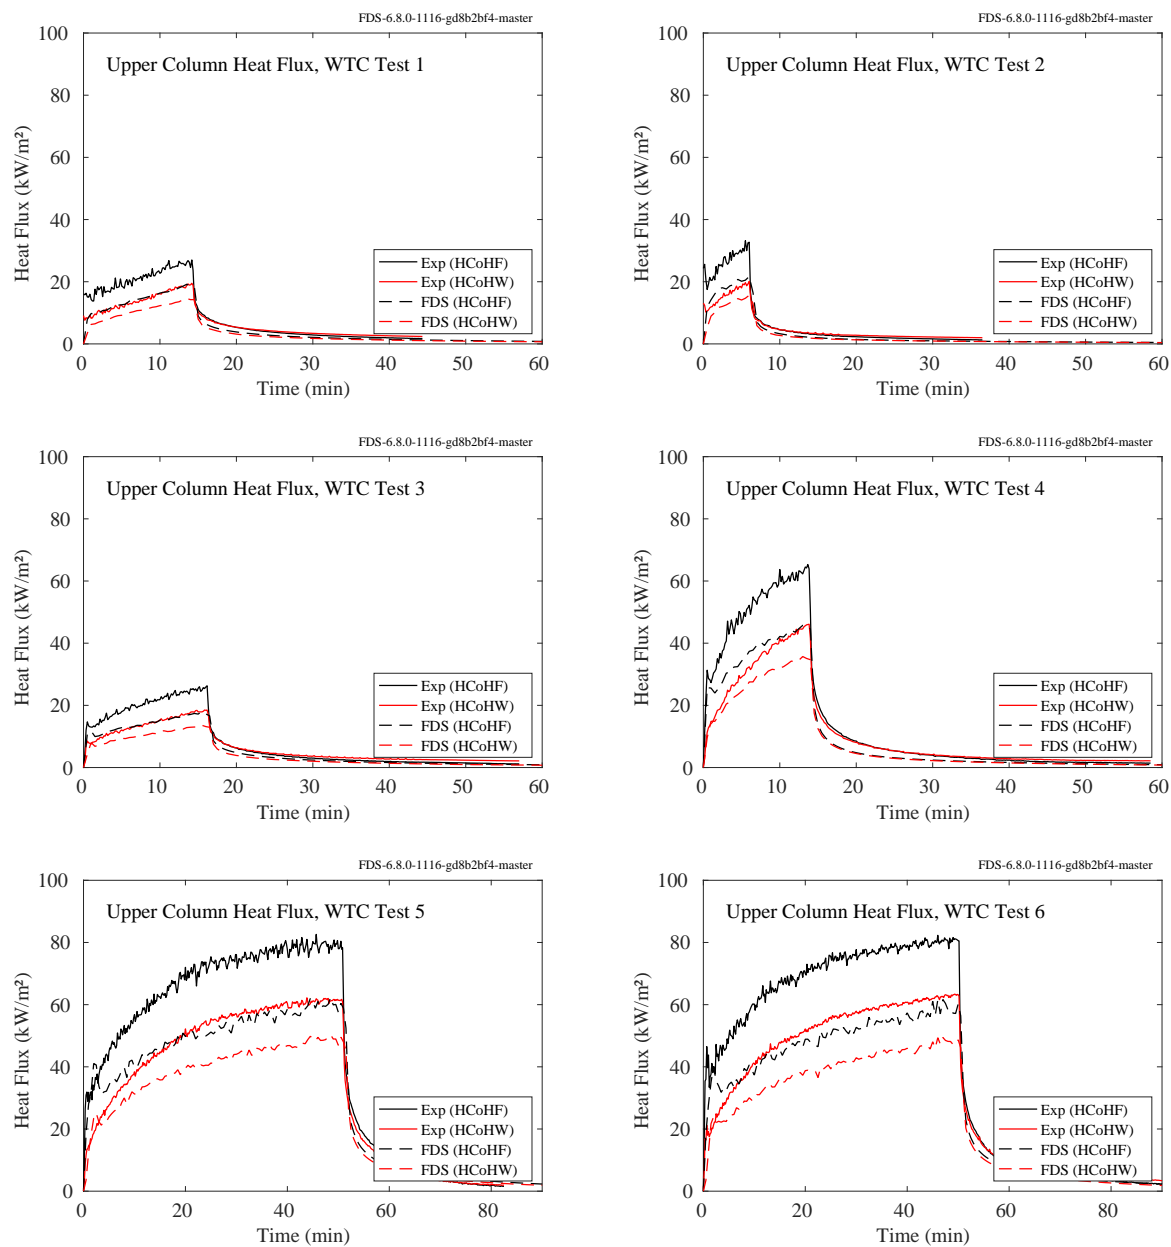 FDS-6.8.0-1116-gd8b2bf4-master
Upper Column Heat Flux, WTC Test 1
Heat Flux (kW/m²)
100
80
60
40
20
0
Exp (HCoHF)
Exp (HCoHW)
FDS (HCoHF)
FDS (HCoHW)
0 10 20 30 40 50 60
Time (min)
FDS-6.8.0-1116-gd8b2bf4-master
Upper Column Heat Flux, WTC Test 2
Heat Flux (kW/m²)
100
80
60
40
20
0
Exp (HCoHF)
Exp (HCoHW)
FDS (HCoHF)
FDS (HCoHW)
0 10 20 30 40 50 60
Time (min)
FDS-6.8.0-1116-gd8b2bf4-master
Upper Column Heat Flux, WTC Test 3
Heat Flux (kW/m²)
100
80
60
40
20
0
Exp (HCoHF)
Exp (HCoHW)
FDS (HCoHF)
FDS (HCoHW)
0 10 20 30 40 50 60
Time (min)
FDS-6.8.0-1116-gd8b2bf4-master
Upper Column Heat Flux, WTC Test 4
Heat Flux (kW/m²)
100
80
60
40
20
0
Exp (HCoHF)
Exp (HCoHW)
FDS (HCoHF)
FDS (HCoHW)
0 10 20 30 40 50 60
Time (min)
FDS-6.8.0-1116-gd8b2bf4-master
Upper Column Heat Flux, WTC Test 5
Heat Flux (kW/m²)
100
80
60
40
20
0
Exp (HCoHF)
Exp (HCoHW)
FDS (HCoHF)
FDS (HCoHW)
0 20 40 60 80
Time (min)
FDS-6.8.0-1116-gd8b2bf4-master
Upper Column Heat Flux, WTC Test 6
Heat Flux (kW/m²)
100
80
60
40
20
0
Exp (HCoHF)
Exp (HCoHW)
FDS (HCoHF)
FDS (HCoHW)
0 20 40 60 80
Time (min)